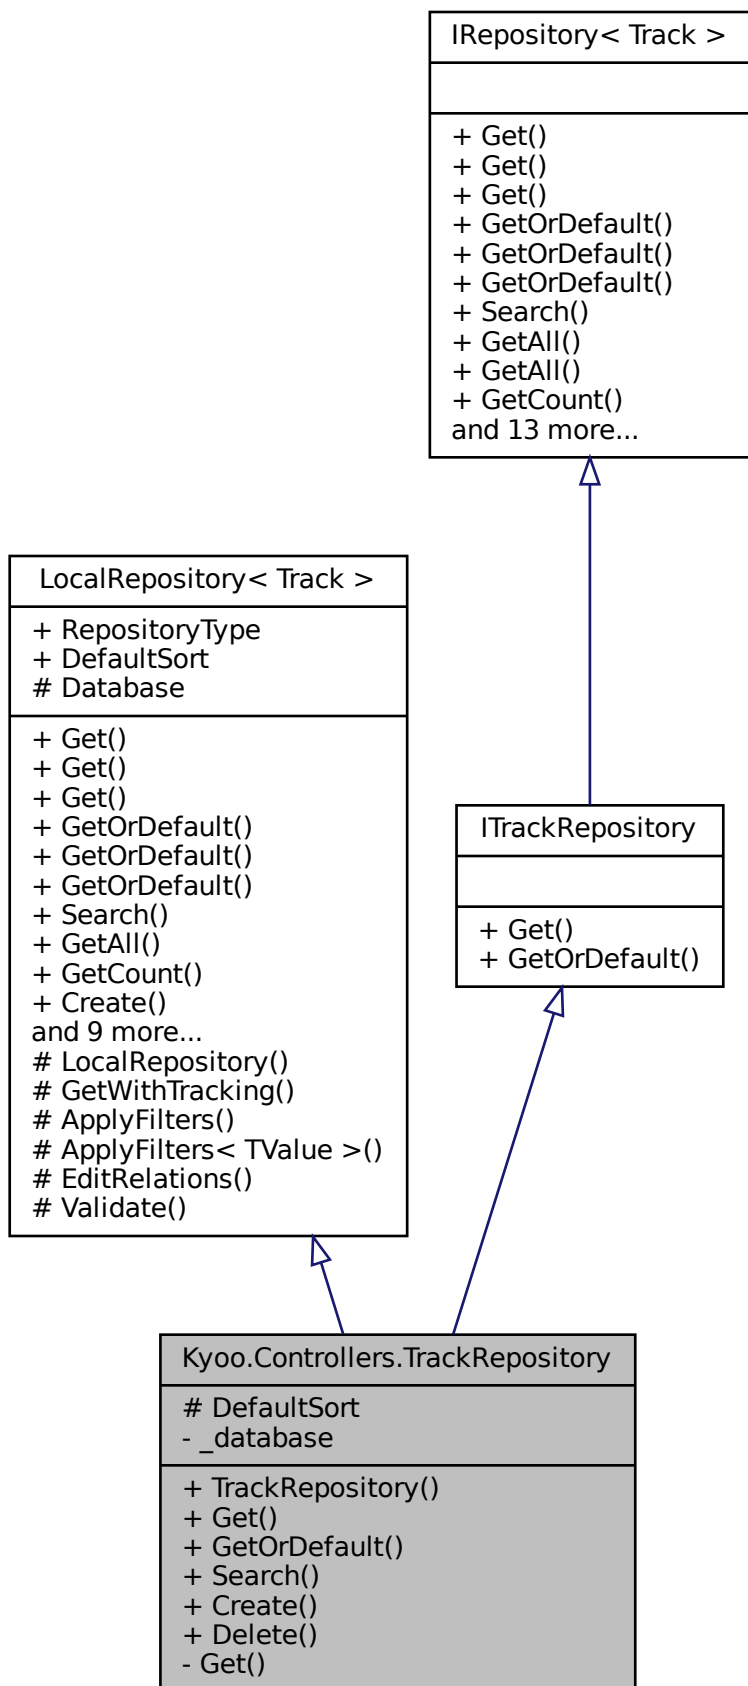 IRepository< Track >
+ Get()
+ Get()
+ Get()
+ GetOrDefault()
+ GetOrDefault()
+ GetOrDefault()
+ Search()
+ GetAll()
+ GetAll()
+ GetCount()
and 13 more...
LocalRepository< Track >
+ RepositoryType
+ DefaultSort
# Database
+ Get()
+ Get()
+ Get()
+ GetOrDefault()
+ GetOrDefault()
+ GetOrDefault()
+ Search()
+ GetAll()
+ GetCount()
+ Create()
and 9 more...
# LocalRepository()
# GetWithTracking()
# ApplyFilters()
# ApplyFilters< TValue >()
# EditRelations()
# Validate()
ITrackRepository
+ Get()
+ GetOrDefault()
Kyoo.Controllers.TrackRepository
# DefaultSort
- _database
+ TrackRepository()
+ Get()
+ GetOrDefault()
+ Search()
+ Create()
+ Delete()
- Get()